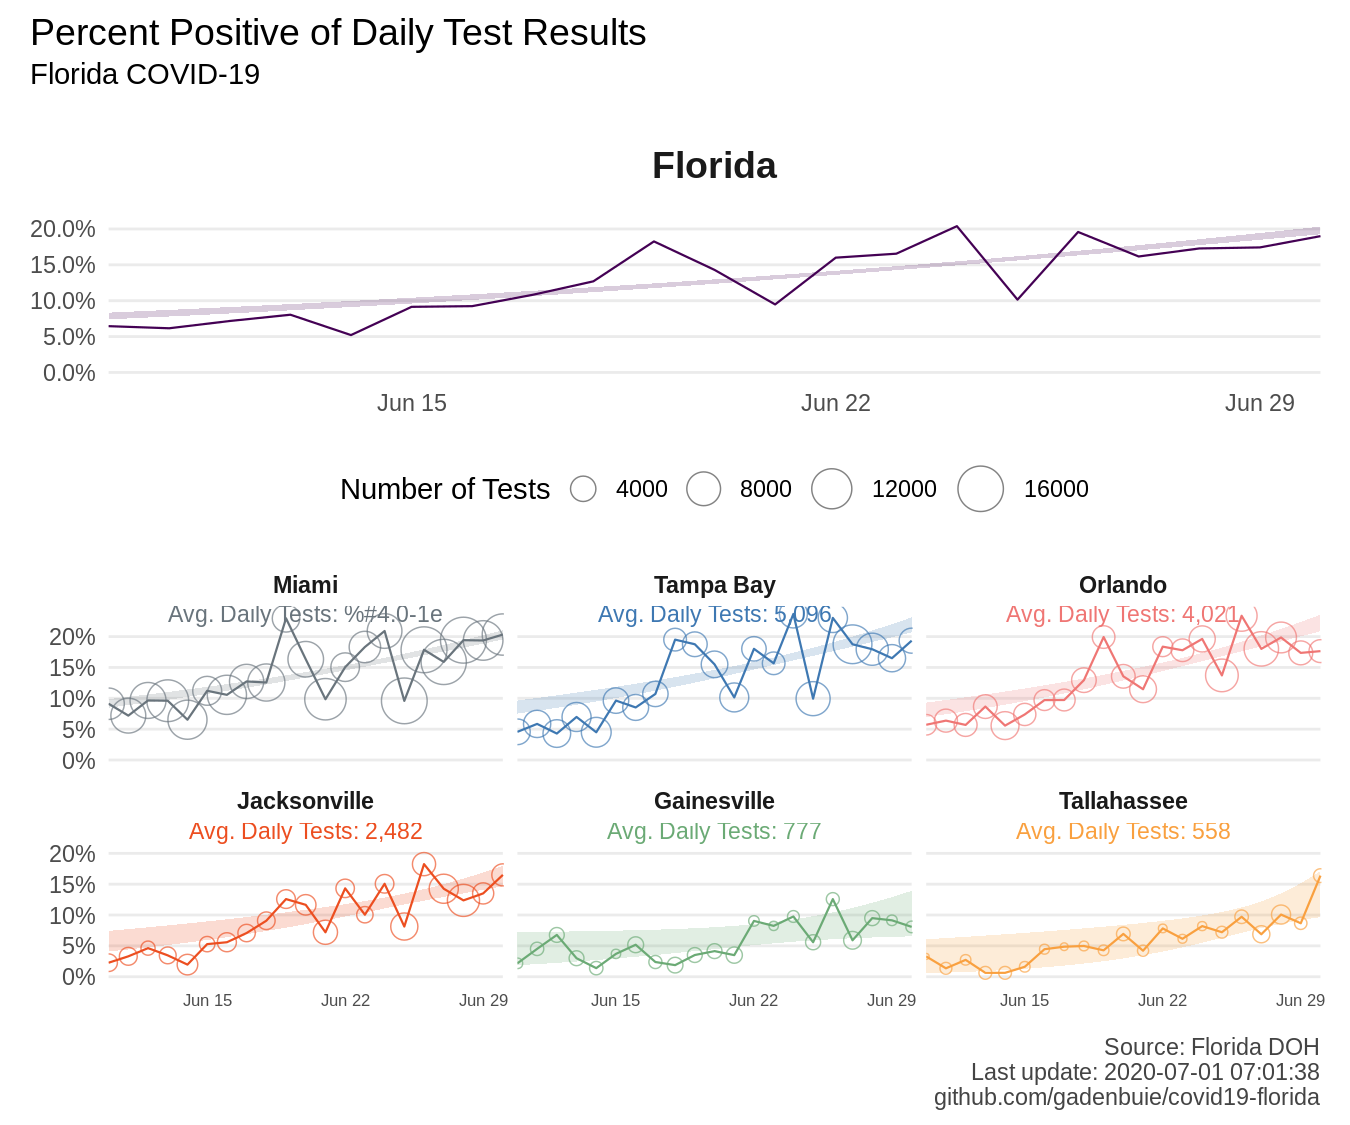 Percent Positive of Daily Test Results
Florida COVID-19
Florida
20.0%
15.0%
10.0%
5.0%
0.0%
Jun 15 Jun 22 Jun 29
Number of Tests 4000 8000 12000 16000
Miami Tampa Bay Orlando
Avg. Daily Tests: %#4.0-1e Avg. Daily Tests: 5,096 Avg. Daily Tests: 4,021
20%
15%
10%
5%
0%
Jacksonville Gainesville Tallahassee
Avg. Daily Tests: 2,482 Avg. Daily Tests: 777 Avg. Daily Tests: 558
20%
15%
10%
5%
0%
Jun 15 Jun 22 Jun 29 Jun 15 Jun 22 Jun 29 Jun 15 Jun 22 Jun 29
Source: Florida DOH
Last update: 2020-07-01 07:01:38
github.com/gadenbuie/covid19-florida